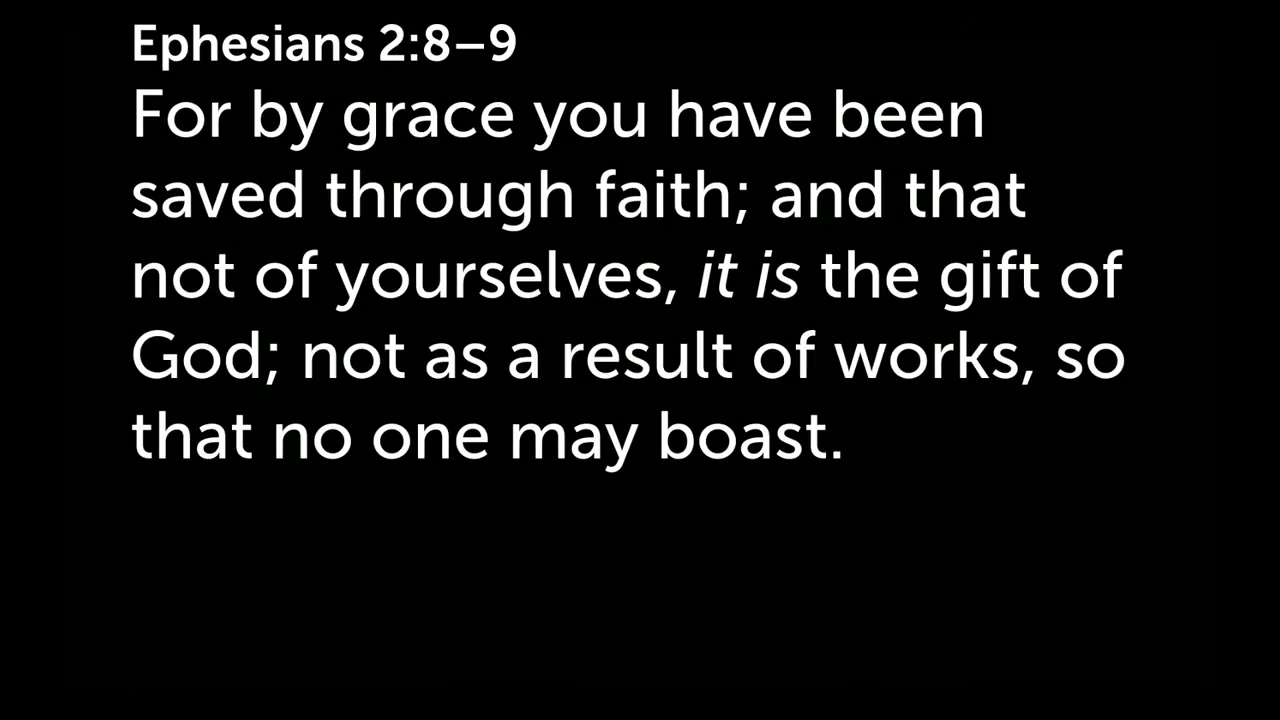 Ephesians 2:8–9
For by grace you have been
saved through faith; and that
not of yourselves, it is the gift of
God; not as a result of works, so
that no one may boast.